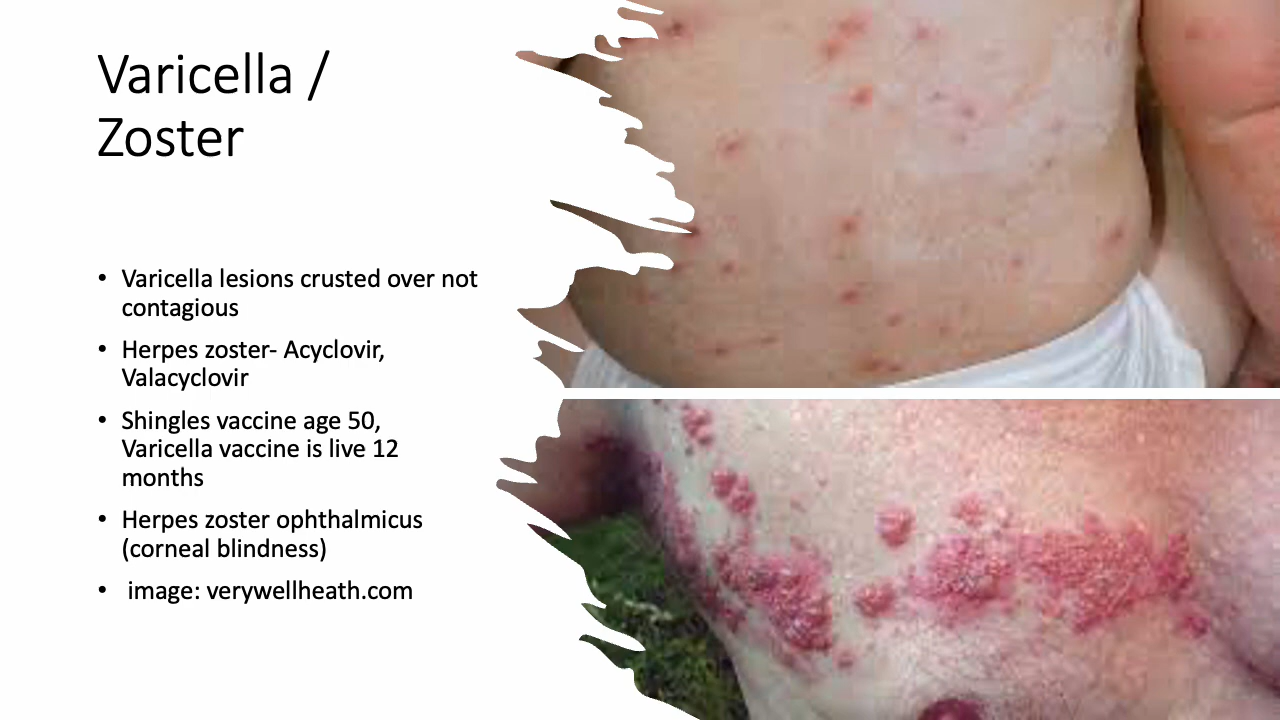 Varicella /
Zoster
• Varicella lesions crusted over not
contagious
• Herpes zoster- Acyclovir,
Valacyclovir
• Shingles vaccine age 50,
Varicella vaccine is live 12
months
• Herpes zoster ophthalmicus
(corneal blindness)
• image: verywellheath.com